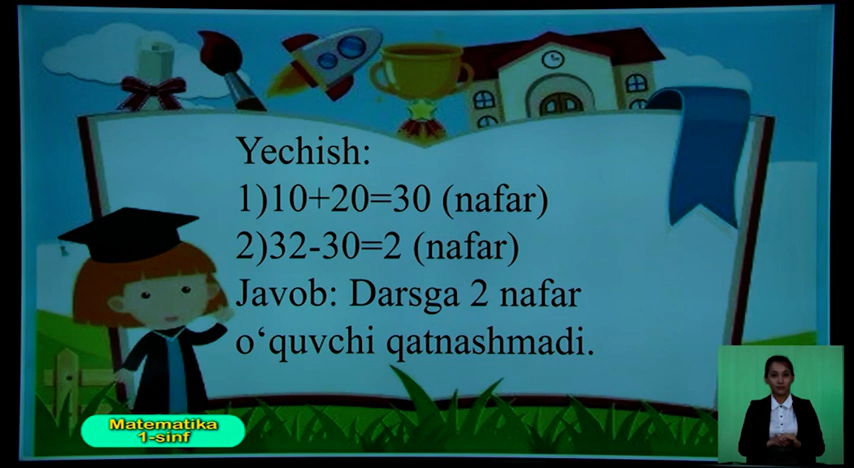 Yechish:
1)10+20=30 (nafar)
2)32-30=2 (nafar)
Javob: Darsga 2 nafar
o‘quvchi qatnashmadi.
Matematika
1-sinf